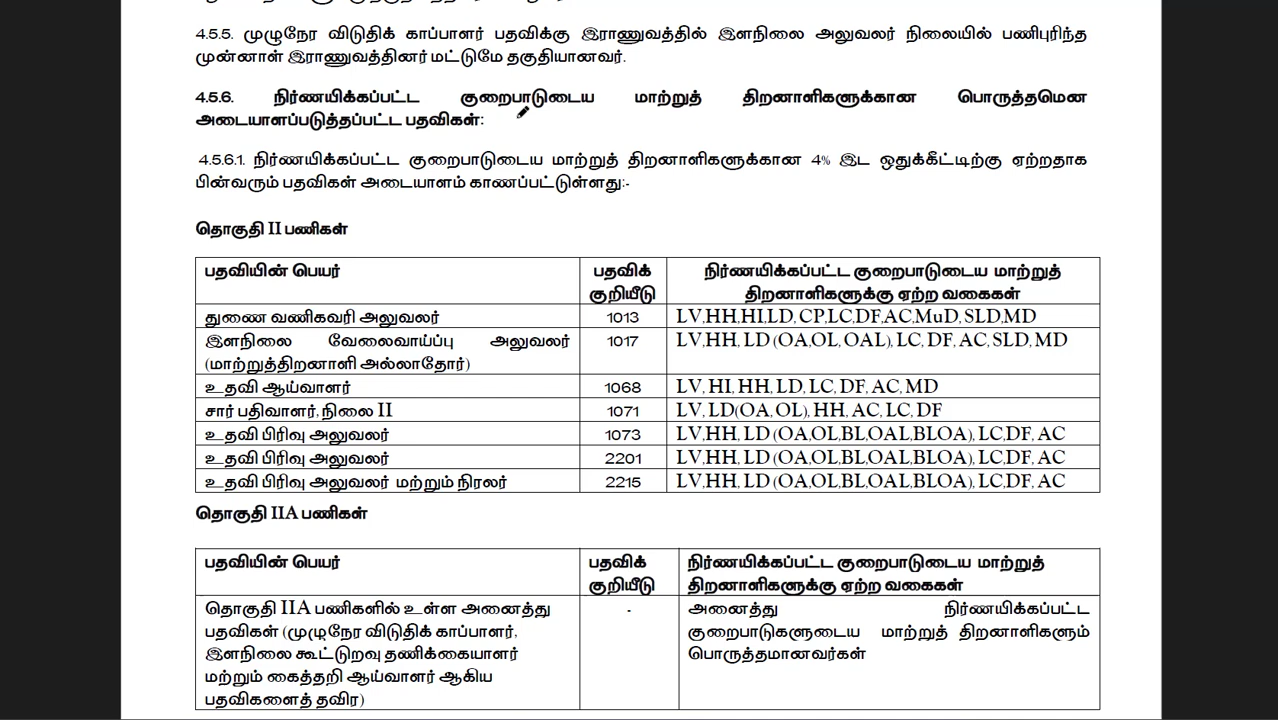 4.5.5. முழுநேர விடுதிக் காப்பாளர் பதவிக்கு இராணுவத்தில் இளநிலை அலுவலர் நிலையில் பணிபுரிந்த
முன்னாள் இராணுவத்தினர் மட்டுமே தகுதியானவர்.
4.5.6. நிர்ணயிக்கப்பட்ட குறைபாடுடைய மாற்றுத் திறனாளிகளுக்கான பொருத்தமென
அடையாளப்படுத்தப்பட்ட பதவிகள்:
4.5.6.1. நிர்ணயிக்கப்பட்ட குறைபாடுடைய மாற்றுத் திறனாளிகளுக்கான 4% இட ஒதுக்கீட்டிற்கு ஏற்றதாக
பின்வரும் பதவிகள் அடையாளம் காணப்பட்டுள்ளது:-
தொகுதி II பணிகள்
பதவியின் பெயர் பதவிக் குறியீடு நிர்ணயிக்கப்பட்ட குறைபாடுடைய மாற்றுத் திறனாளிகளுக்கு ஏற்ற வகைகள்
துணை வணிகவரி அலுவலர் 1013 LV,HH,HI,LD, CP,LC,DF,AC,MuD, SLD,MD
இளநிலை வேலைவாய்ப்பு அலுவலர் 1017 LV,HH, LD (OA,OL, OAL), LC, DF, AC, SLD, MD
(மாற்றுத்திறனாளி அல்லாதோர்)
உதவி ஆய்வாளர் 1068 LV, HI, HH, LD, LC, DF, AC, MD
சார் பதிவாளர், நிலை II 1071 LV, LD(OA, OL), HH, AC, LC, DF
உதவி பிரிவு அலுவலர் 1073 LV,HH, LD (OA,OL,BL,OAL,BLOA), LC,DF, AC
உதவி பிரிவு அலுவலர் 2201 LV,HH, LD (OA,OL,BL,OAL,BLOA), LC,DF, AC
உதவி பிரிவு அலுவலர் மற்றும் நிரலர் 2215 LV,HH, LD (OA,OL,BL,OAL,BLOA), LC,DF, AC
தொகுதி IIA பணிகள்
பதவியின் பெயர் பதவிக் குறியீடு நிர்ணயிக்கப்பட்ட குறைபாடுடைய மாற்றுத் திறனாளிகளுக்கு ஏற்ற வகைகள்
தொகுதி IIA பணிகளில் உள்ள அனைத்து - அனைத்து நிர்ணயிக்கப்பட்ட
பதவிகள் (முழுநேர விடுதிக் காப்பாளர், குறைபாடுகளுடைய மாற்றுத் திறனாளிகளும்
இளநிலை கூட்டுறவு தணிக்கையாளர் பொருத்தமானவர்கள்
மற்றும் கைத்தறி ஆய்வாளர் ஆகிய
பதவிகளைத் தவிர)